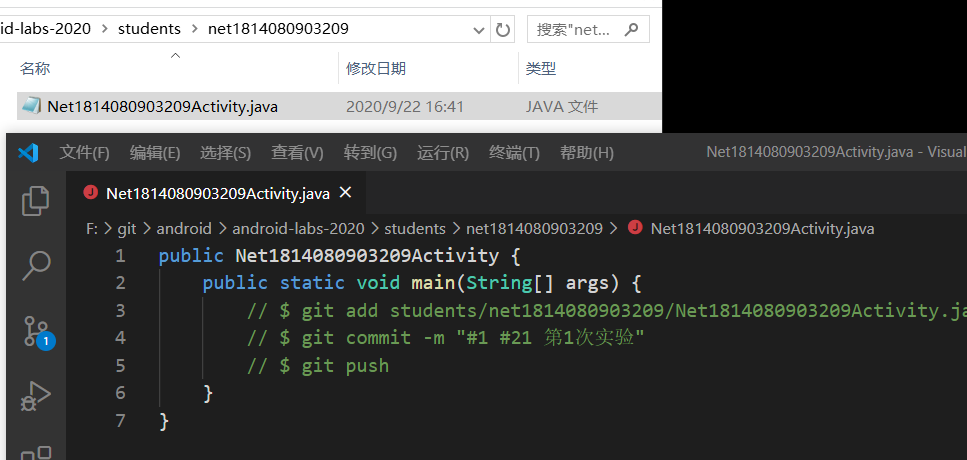 id-labs-2020 students net1814080903209 搜索"net...
名称 修改日期 类型
Net1814080903209Activity.java 2020/9/22 16:41 JAVA 文件
文件(F) 编辑(E) 选择(S) 查看(V) 转到(G) 运行(R) 终端(T) 帮助(H) Net1814080903209Activity.java - Visual
J Net1814080903209Activity.java
F: git android android-labs-2020 students net1814080903209 J Net1814080903209Activity.java
1 public Net1814080903209Activity {
2 public static void main(String[] args) {
3 // $ git add students/net1814080903209/Net1814080903209Activity.ja
4 // $ git commit -m "#1 #21 第1次实验"
5 // $ git push
6 }
7 }
1